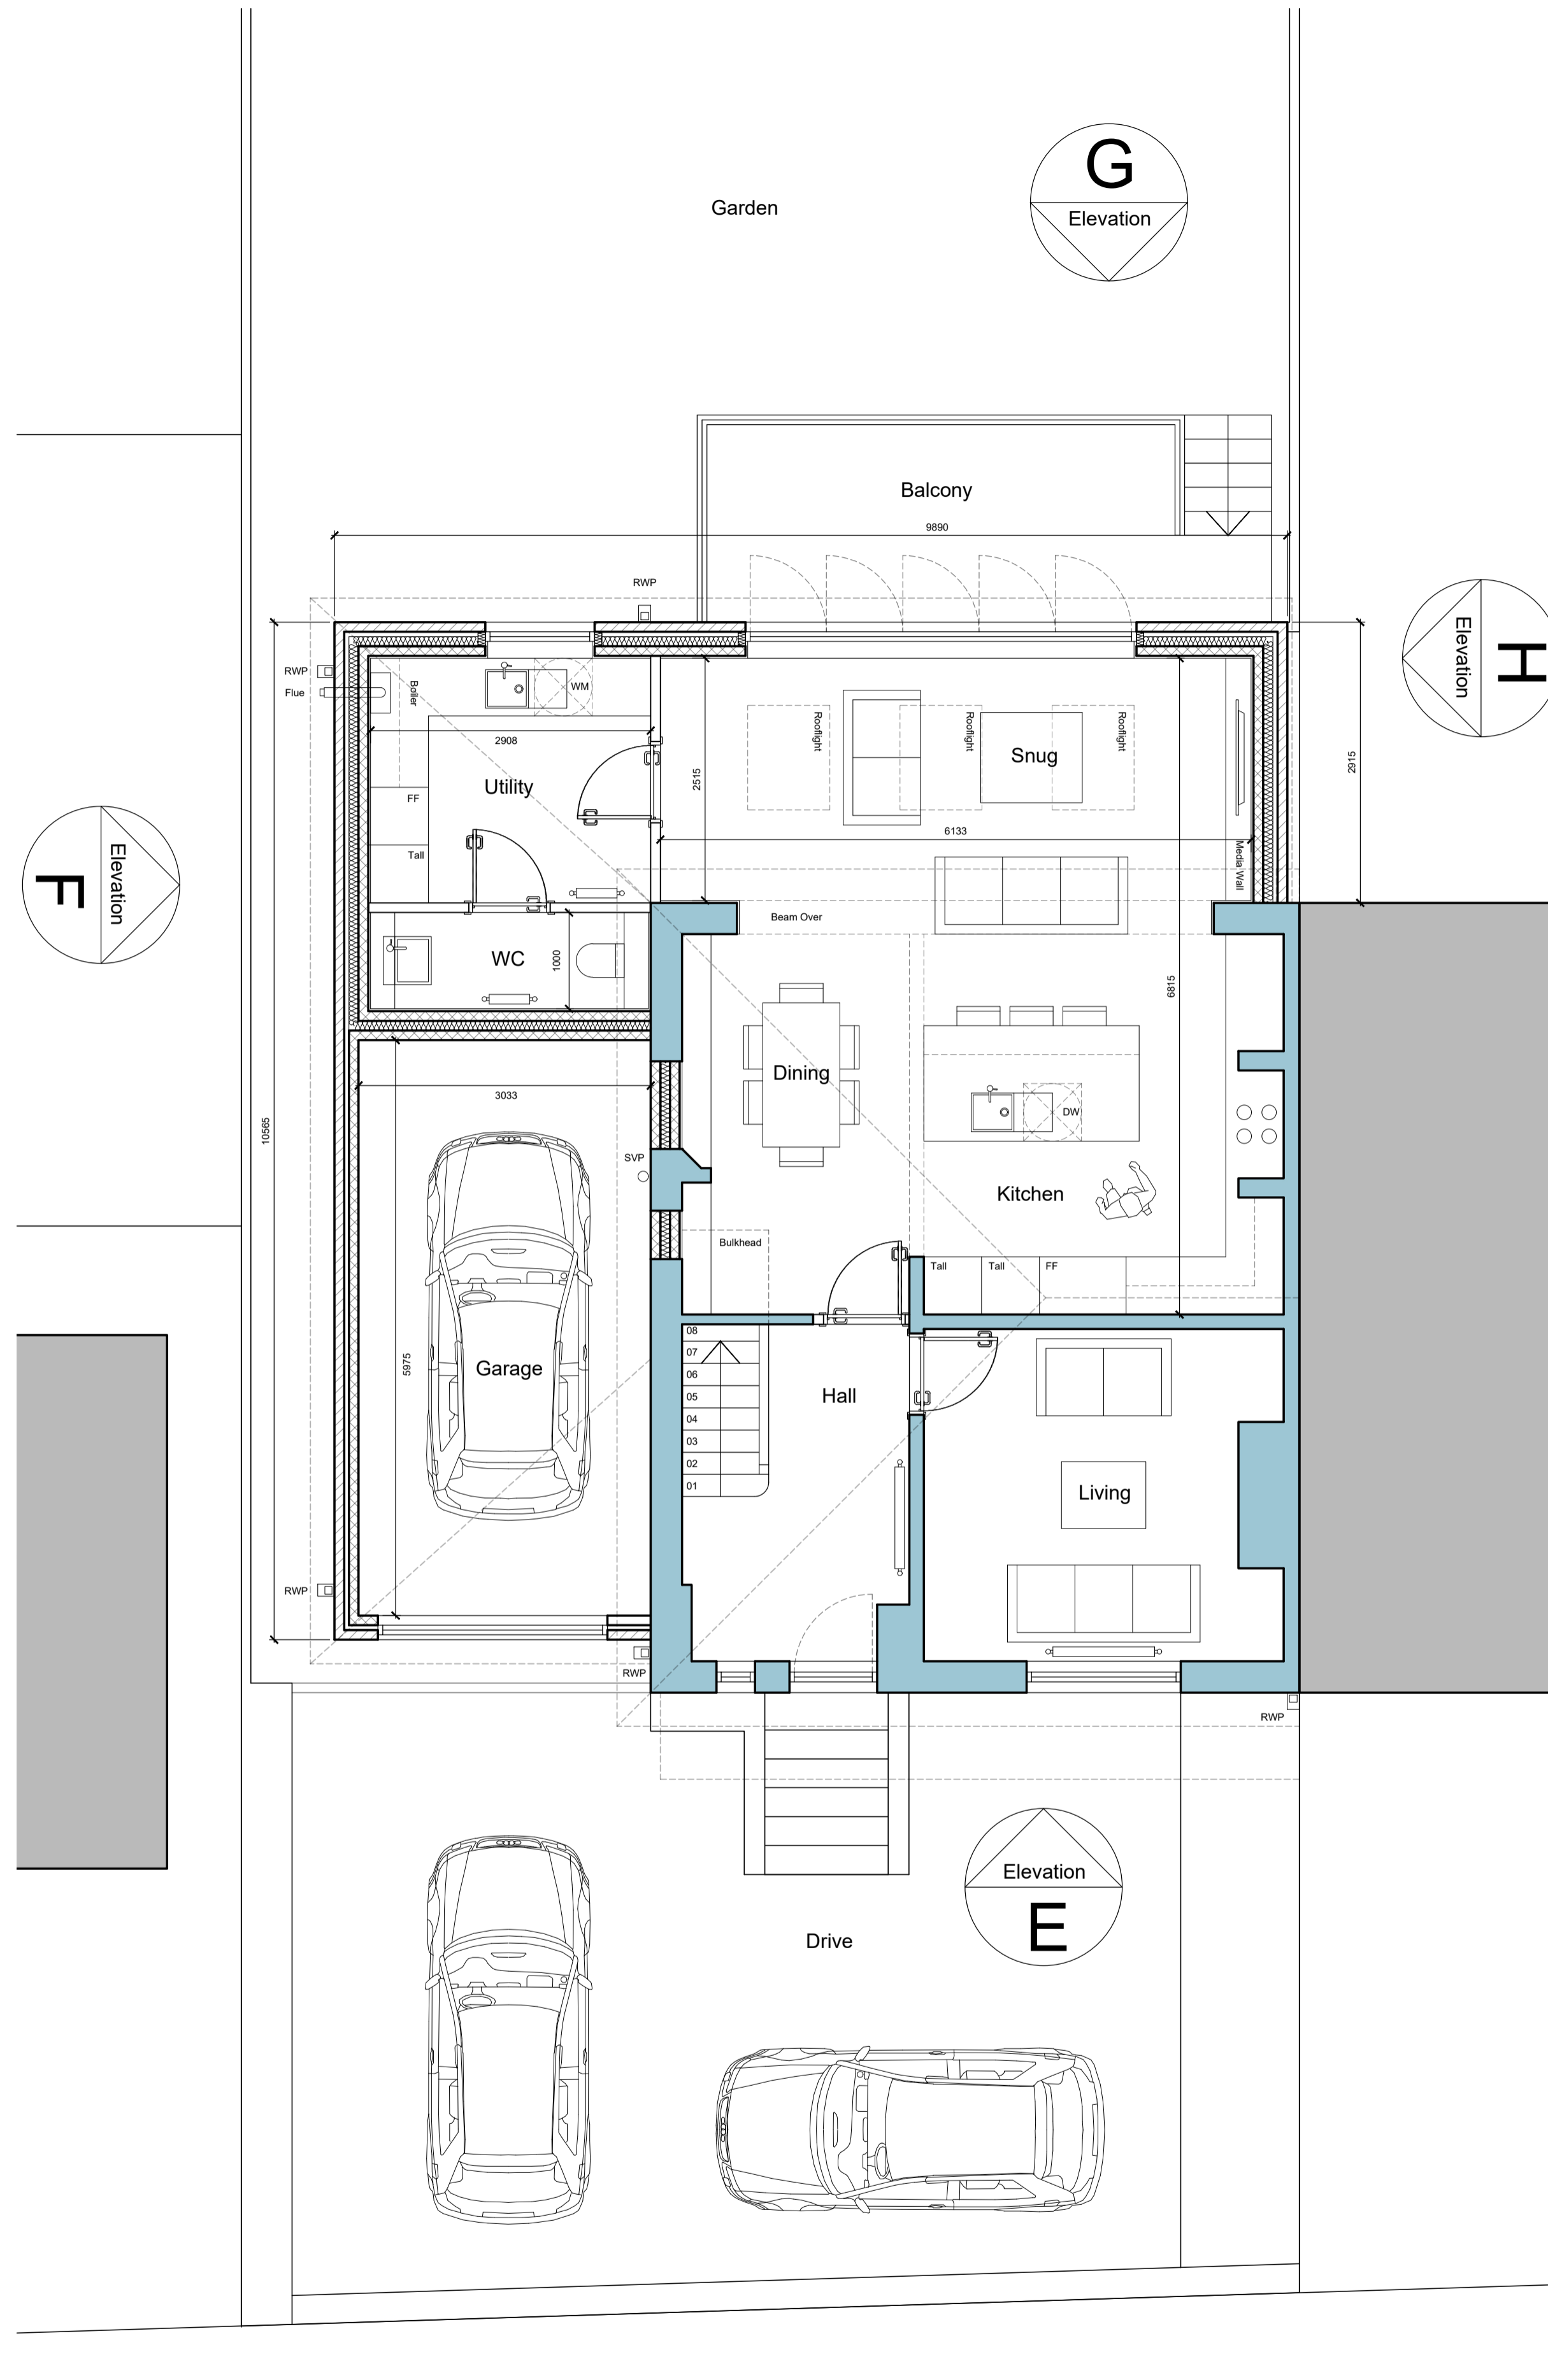 G
Elevation
Garden
Balcony
9890
RWP
RWP
Flue
Boiler
WM
2908
Utility
FF
Tall
2515
Rooflight
Rooflight
Rooflight
Snug
6133
Media Wall
2915
H
Elevation
F
Elevation
WC
1000
Beam Over
6815
Dining
DW
Kitchen
3033
10565
SVP
Bulkhead
Tall
Tall
FF
5975
Garage
08
07
06
05
04
03
02
01
Hall
Living
RWP
RWP
RWP
Elevation
E
Drive